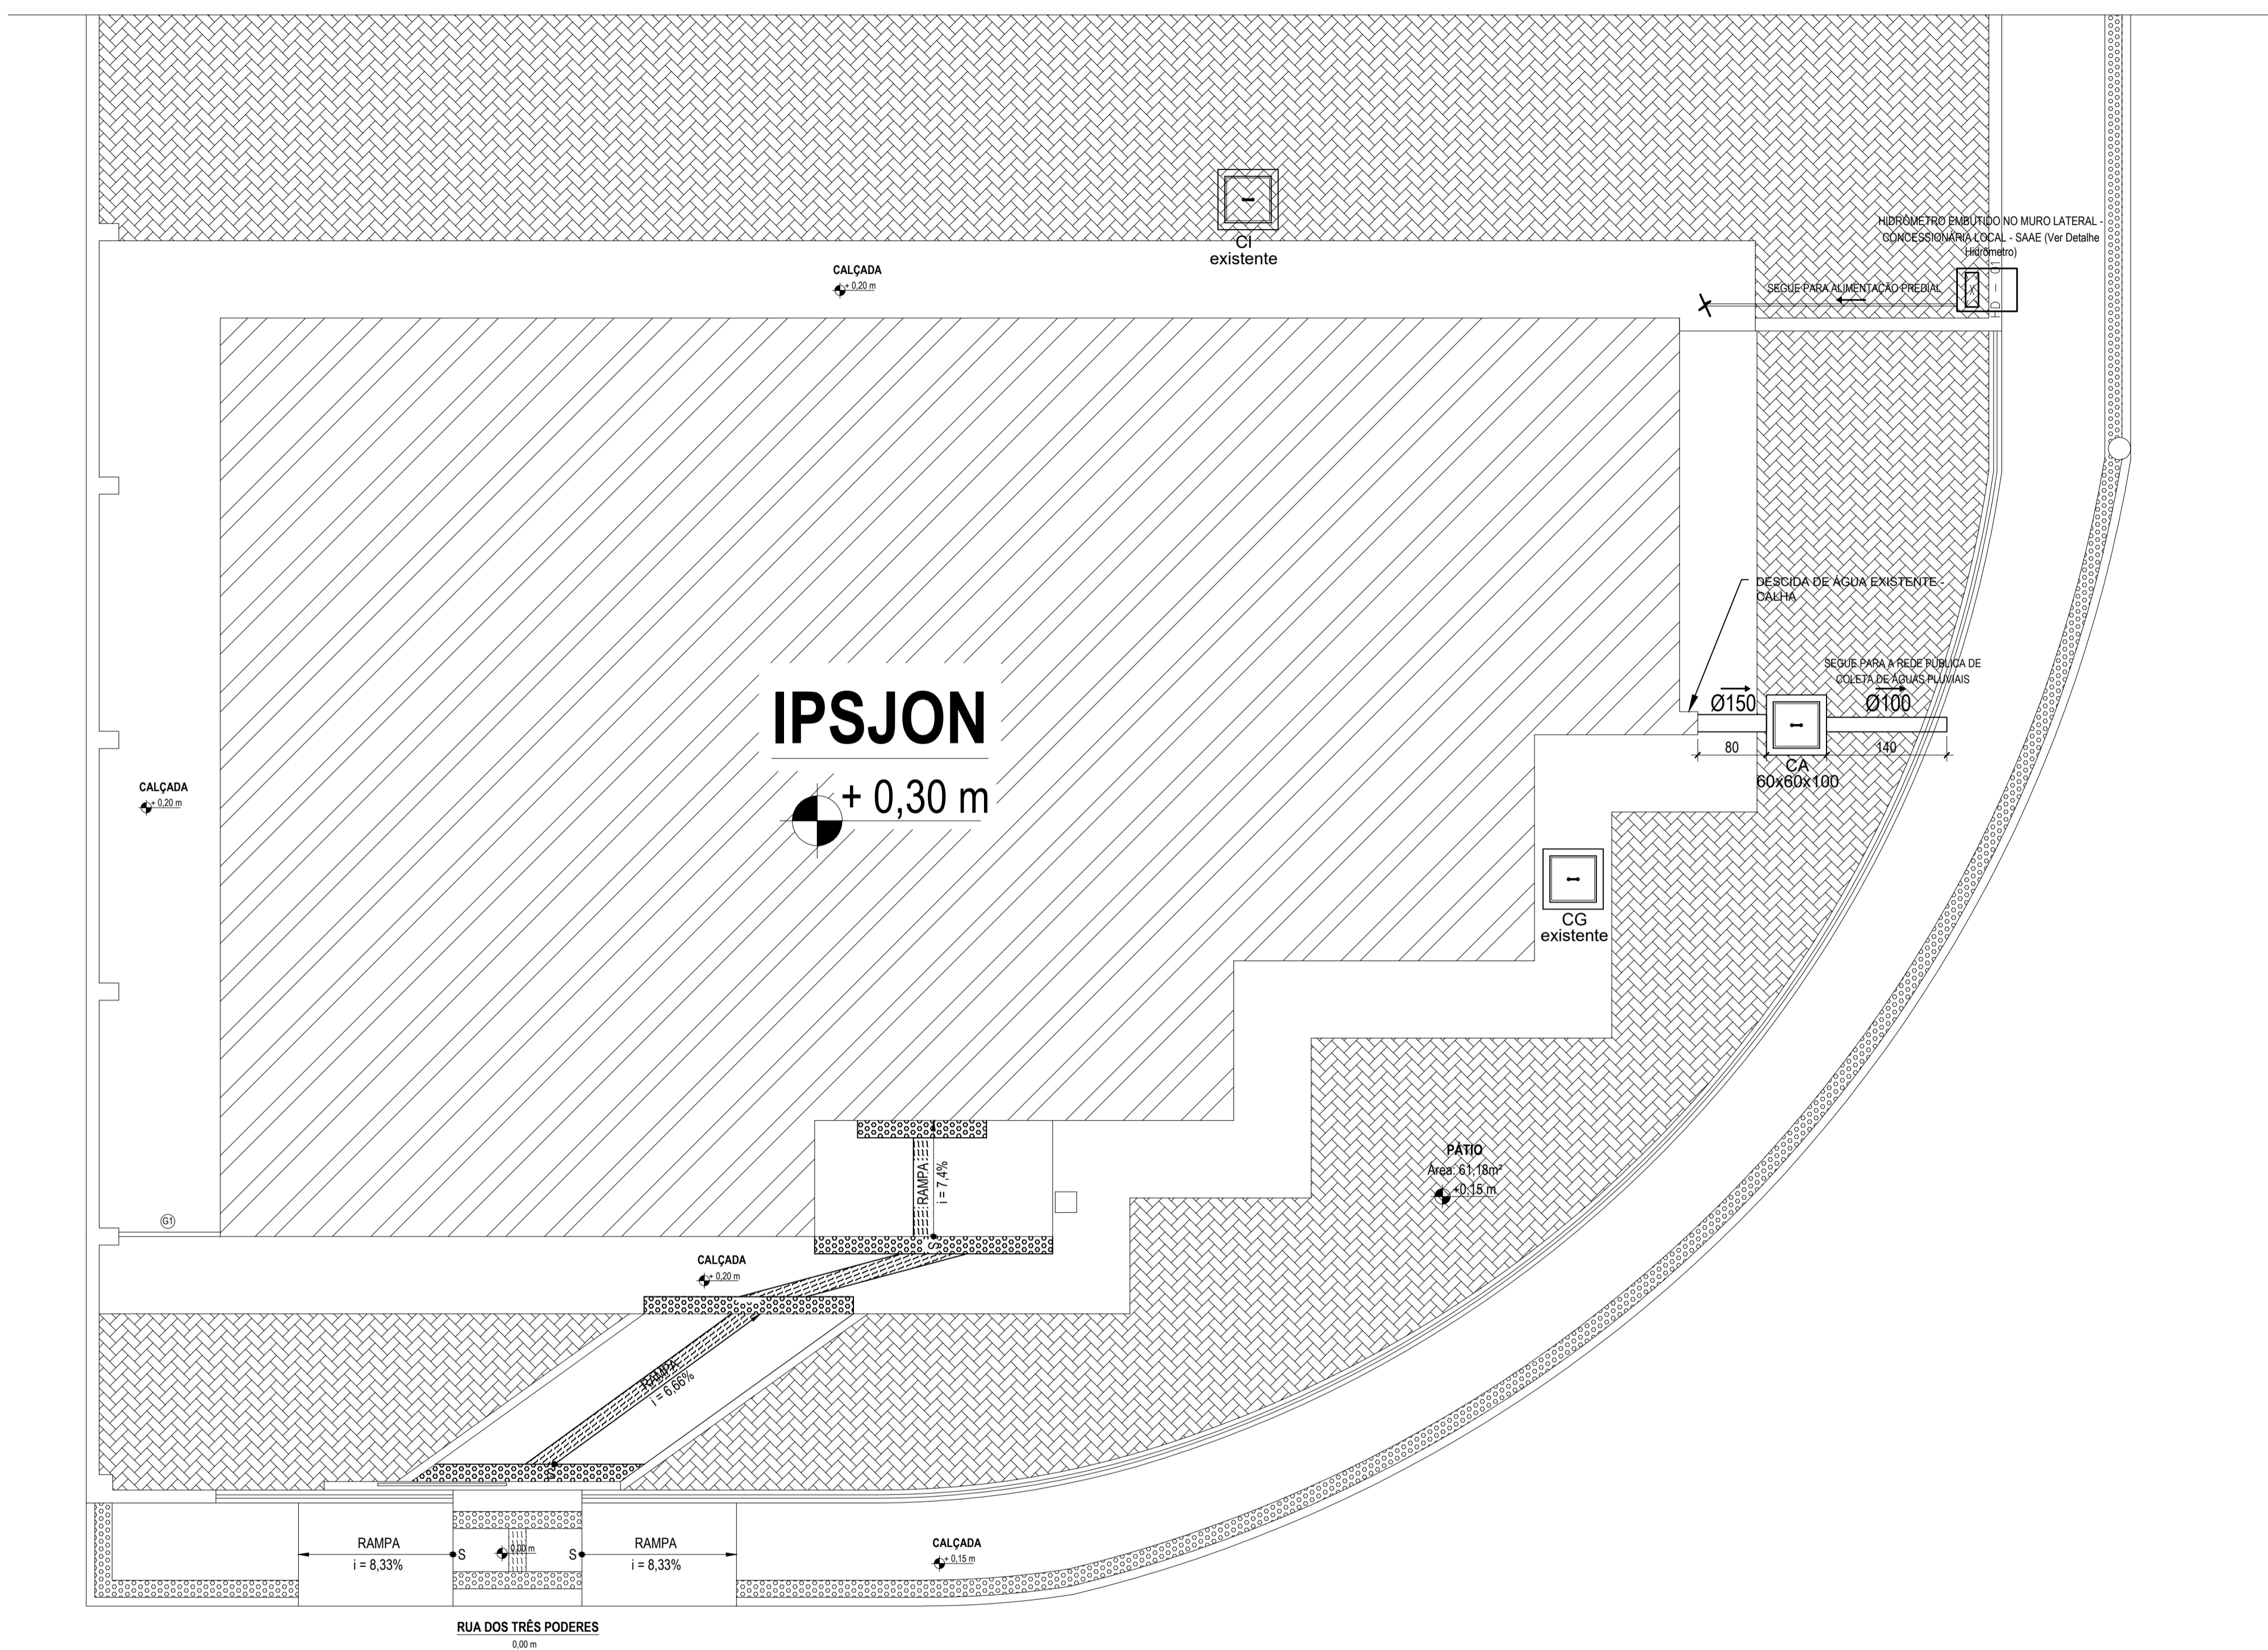 HIDRÔMETRO EMBUTIDO NO MURO LATERAL -
CONCESSIONÁRIA LOCAL - SAAE (Ver Detalhe
Hidrômetro)
CI
existente
CALÇADA
+ 0,20 m
SEGUE PARA ALIMENTAÇÃO PREDIAL
HD - 01
DESCIDA DE ÁGUA EXISTENTE -
CALHA
SEGUE PARA A REDE PÚBLICA DE
COLETA DE ÁGUAS PLUVIAIS
Ø150
Ø100
80
140
CA
60x60x100
IPSJON
+ 0,30 m
CALÇADA
+ 0,20 m
CG
existente
PÁTIO
Área: 61,18m²
+0,15 m
RAMPA
i = 7,4%
S
G1
CALÇADA
+ 0,20 m
RAMPA
i = 6,66%
S
RAMPA
i = 8,33%
S
0,00 m
S
RAMPA
i = 8,33%
CALÇADA
+ 0,15 m
RUA DOS TRÊS PODERES
0,00 m